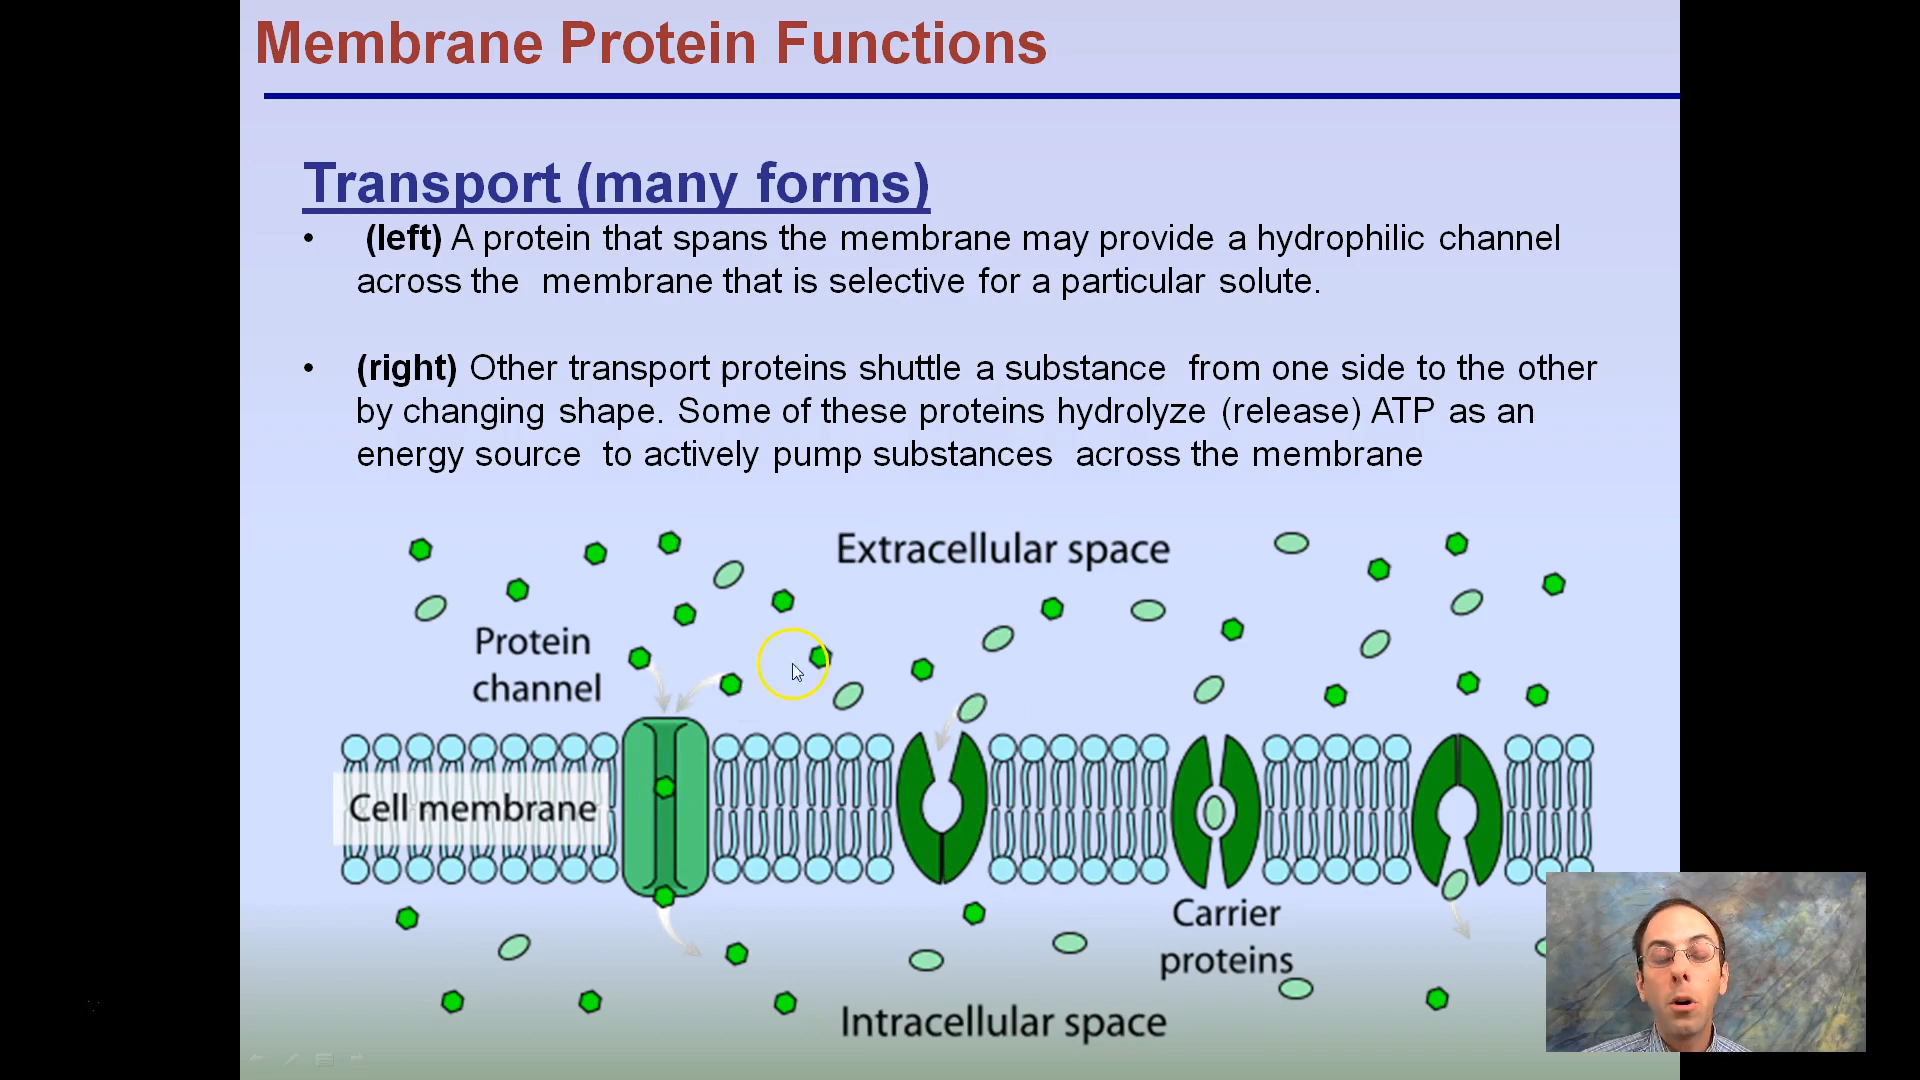 Membrane Protein Functions
Transport (many forms)
• (left) A protein that spans the membrane may provide a hydrophilic channel
across the membrane that is selective for a particular solute.
• (right) Other transport proteins shuttle a substance from one side to the other
by changing shape. Some of these proteins hydrolyze (release) ATP as an
energy source to actively pump substances across the membrane
Extracellular space
Protein
channel
Cell membrane
Carrier
proteins
Intracellular space